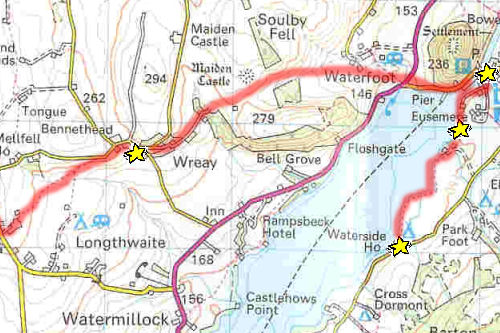 Soulby
Fell
153
Bowe
Settlement
Maiden
Castle
236
P
Maiden
Castle
Waterfoot
294
146
Pier
262
Tongue
Bennethead
Mellfell
279
Eusemere
Wreay
Bell Grove
Floshgate
Inn
Rampsbeck
Hotel
Waterside
Ho
Park
Foot
Longthwaite
168
156
Castlehows
Point
Cross
Dormont
Watermillock
Barton